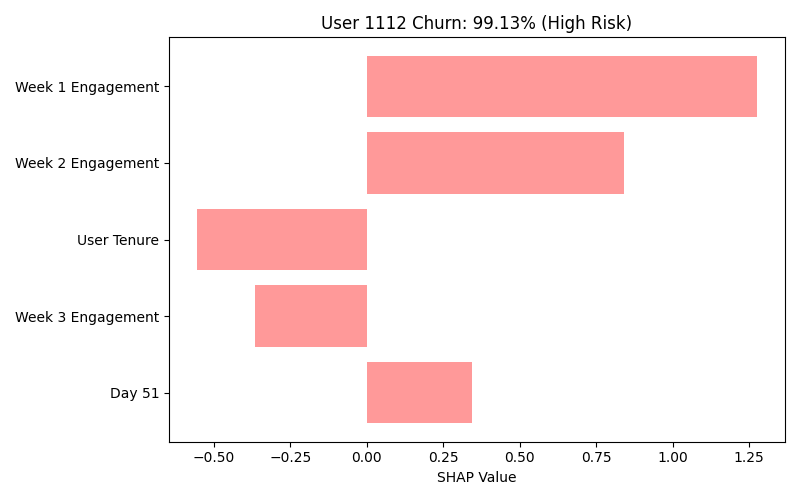 User 1112 Churn: 99.13% (High Risk)
Week 1 Engagement
Week 2 Engagement
User Tenure
Week 3 Engagement
Day 51
−0.50 −0.25 0.00 0.25 0.50 0.75 1.00 1.25
SHAP Value